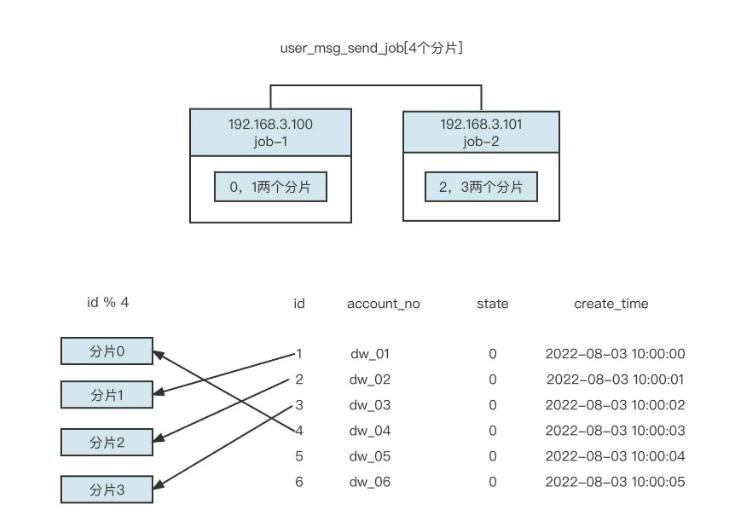 user_msg_send_job[4个分片]
192.168.3.100
job-1
192.168.3.101
job-2
0，1两个分片
2，3两个分片
id % 4
id account_no state create_time
分片0
分片1
分片2
分片3
1 dw_01 0 2022-08-03 10:00:00
2 dw_02 0 2022-08-03 10:00:01
3 dw_03 0 2022-08-03 10:00:02
4 dw_04 0 2022-08-03 10:00:03
5 dw_05 0 2022-08-03 10:00:04
6 dw_06 0 2022-08-03 10:00:05